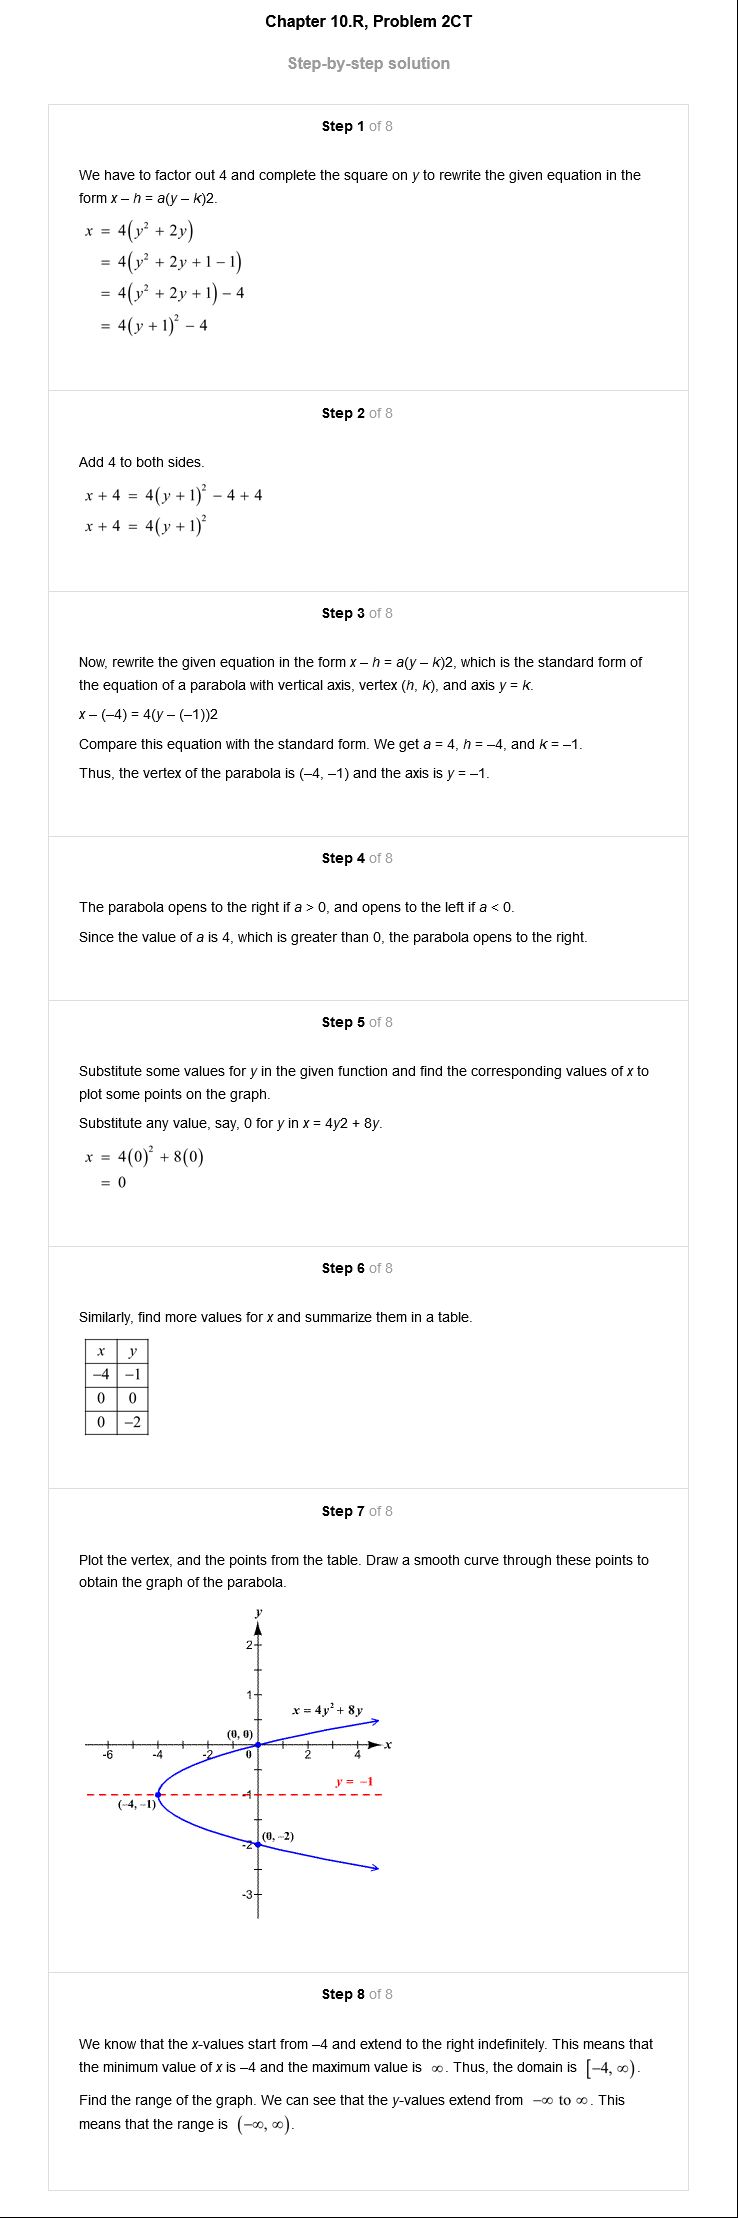 Chapter 10.R, Problem 2CT
Step-by-step solution
Step 1 of 8
We have to factor out 4 and complete the square on y to rewrite the given equation in the
form x – h = a(y – k)2.
x = 4(y² + 2y)
= 4(y² + 2y + 1 − 1)
= 4(y² + 2y + 1) − 4
= 4(y + 1)² − 4
Step 2 of 8
Add 4 to both sides.
x + 4 = 4(y + 1)² − 4 + 4
x + 4 = 4(y + 1)²
Step 3 of 8
Now, rewrite the given equation in the form x – h = a(y – k)2, which is the standard form of
the equation of a parabola with vertical axis, vertex (h, k), and axis y = k.
x – (–4) = 4(y – (–1))2
Compare this equation with the standard form. We get a = 4, h = –4, and k = –1.
Thus, the vertex of the parabola is (–4, –1) and the axis is y = –1.
Step 4 of 8
The parabola opens to the right if a > 0, and opens to the left if a < 0.
Since the value of a is 4, which is greater than 0, the parabola opens to the right.
Step 5 of 8
Substitute some values for y in the given function and find the corresponding values of x to
plot some points on the graph.
Substitute any value, say, 0 for y in x = 4y2 + 8y.
x = 4(0)² + 8(0)
= 0
Step 6 of 8
Similarly, find more values for x and summarize them in a table.
x y
−4 −1
0 0
0 −2
Step 7 of 8
Plot the vertex, and the points from the table. Draw a smooth curve through these points to
obtain the graph of the parabola.
y
2
1
x = 4y² + 8y
(0, 0)
x
-6 -4 -2 0 2 4
y = −1
-1
(−4, −1)
(0, −2)
-2
-3
Step 8 of 8
We know that the x-values start from –4 and extend to the right indefinitely. This means that
the minimum value of x is –4 and the maximum value is ∞. Thus, the domain is [−4, ∞).
Find the range of the graph. We can see that the y-values extend from −∞ to ∞. This
means that the range is (−∞, ∞).